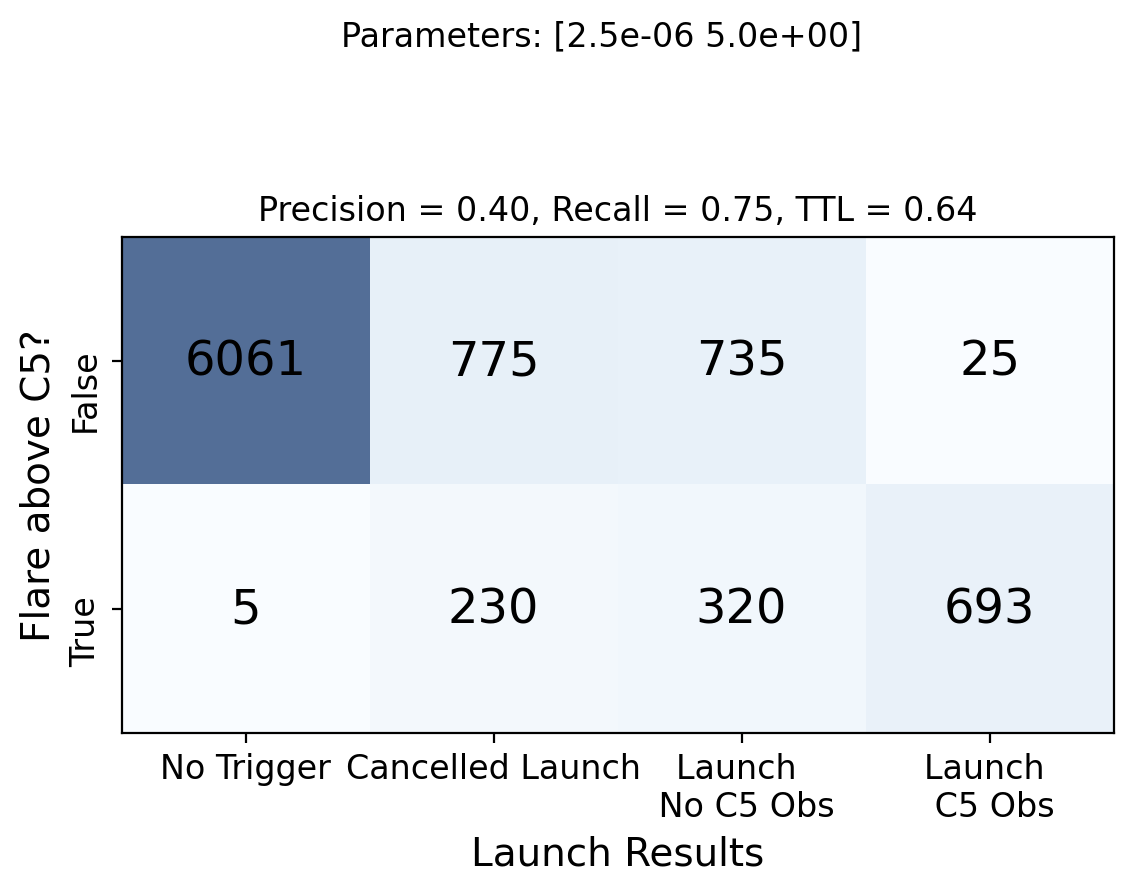 Parameters: [2.5e-06 5.0e+00]
Precision = 0.40, Recall = 0.75, TTL = 0.64
Flare above C5?
False
6061 775 735 25
True
5 230 320 693
No Trigger Cancelled Launch Launch Launch
No C5 Obs C5 Obs
Launch Results